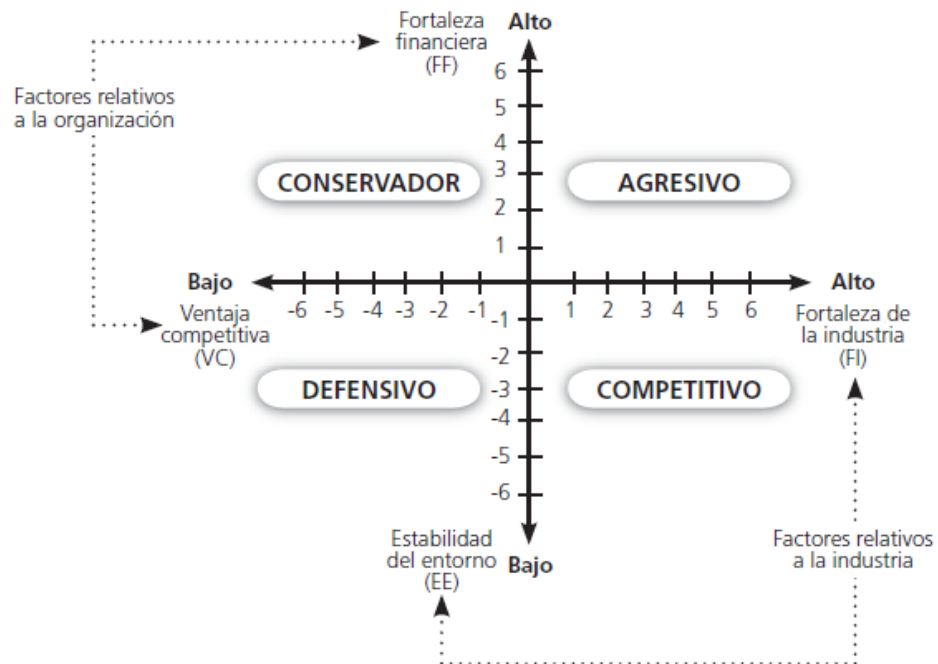 Fortaleza
financiera
(FF)
Alto
Factores relativos
a la organización
6
5
4
3
2
1
CONSERVADOR
AGRESIVO
Bajo
Alto
-6 -5 -4 -3 -2 -1
1 2 3 4 5 6
Ventaja
competitiva
(VC)
Fortaleza de
la industria
(FI)
-1
-2
-3
-4
-5
-6
DEFENSIVO
COMPETITIVO
Estabilidad
del entorno
(EE)
Bajo
Factores relativos
a la industria